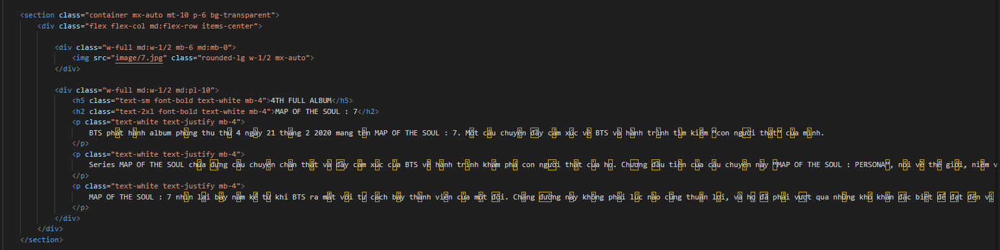 <section class="container mx-auto mt-10 p-6 bg-transparent">
<div class="flex flex-col md:flex-row items-center">
<div class="w-full md:w-1/2 mb-6 md:mb-0">
<img src="image/7.jpg" class="rounded-lg w-1/2 mx-auto">
</div>
<div class="w-full md:w-1/2 md:pl-10">
<h5 class="text-sm font-bold text-white mb-4">4TH FULL ALBUM</h5>
<h2 class="text-2xl font-bold text-white mb-4">MAP OF THE SOUL : 7</h2>
<p class="text-white text-justify mb-4">
BTS phát hành album phòng thu thứ 4 ngày 21 tháng 2 2020 mang tên MAP OF THE SOUL : 7. Một câu chuyện đầy cảm xúc về BTS và hành trình tìm kiếm “con người thật” của mình.
</p>
<p class="text-white text-justify mb-4">
Series MAP OF THE SOUL chứa đựng câu chuyện chân thật và đầy cảm xúc của BTS về hành trình khám phá con người thật của họ. Chương đầu tiên của câu chuyện này “MAP OF THE SOUL : PERSONA”, nói về thế giới, niềm v
</p>
<p class="text-white text-justify mb-4">
MAP OF THE SOUL : 7 nhìn lại bảy năm kể từ khi BTS ra mắt với tư cách bảy thành viên của một đội. Chặng đường này không phải lúc nào cũng thuận lợi, và họ đã phải vượt qua những khó khăn đặc biệt để đạt đến vị
</p>
</div>
</div>
</section>